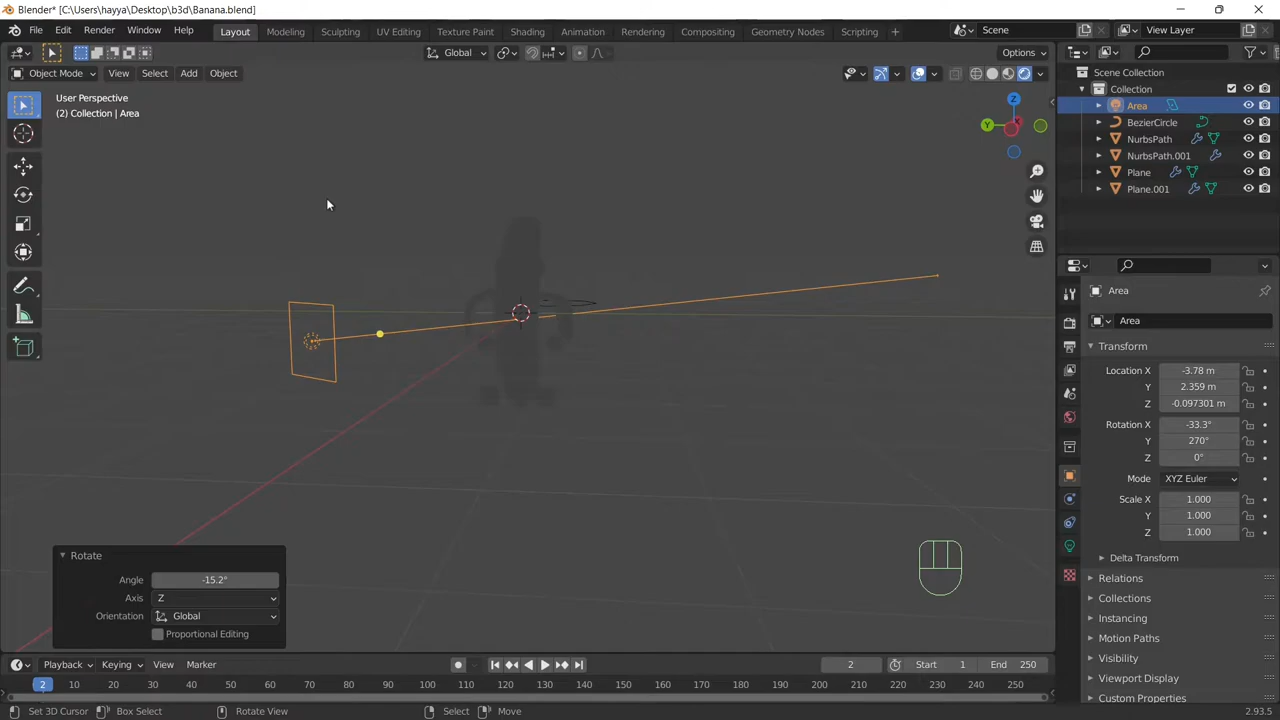 Blender* [C:\Users\hayya\Desktop\b3d\Banana.blend]
File Edit Render Window Help Layout Modeling Sculpting UV Editing Texture Paint Shading Animation Rendering Compositing Geometry Nodes Scripting + Scene View Layer
Global Options
Object Mode View Select Add Object
User Perspective
(2) Collection | Area
Z
Y
X
Scene Collection
Collection
Area
BezierCircle
NurbsPath
NurbsPath.001
Plane
Plane.001
Area
Area
Transform
Location X -3.78 m
Y 2.359 m
Z -0.097301 m
Rotation X -33.3°
Y 270°
Z 0°
Mode XYZ Euler
Scale X 1.000
Y 1.000
Z 1.000
Delta Transform
Relations
Collections
Instancing
Motion Paths
Visibility
Viewport Display
Custom Properties
Rotate
Angle -15.2°
Axis Z
Orientation Global
Proportional Editing
Playback Keying View Marker 2 Start 1 End 250
2 10 20 30 40 50 60 70 80 90 100 110 120 130 140 150 160 170 180 190 200 210 220 230 240 250
Set 3D Cursor Box Select Rotate View Select Move 2.93.5